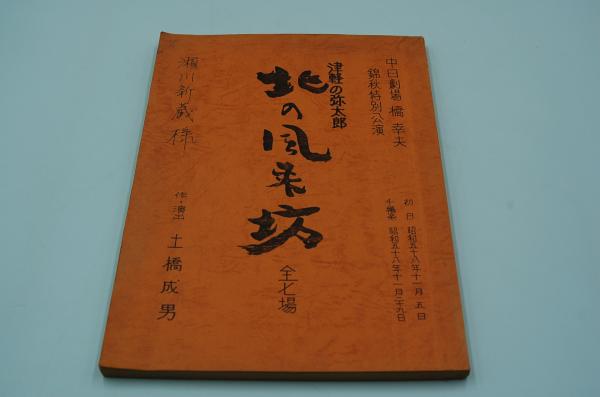 中日劇場 橋幸夫
錦秋特別公演
初日 昭和五十八年十一月五日
千穐楽 昭和五十八年十一月二十九日
津軽の弥太郎
北の風来坊
全七場
作・演出 土橋成男
瀬川新蔵様